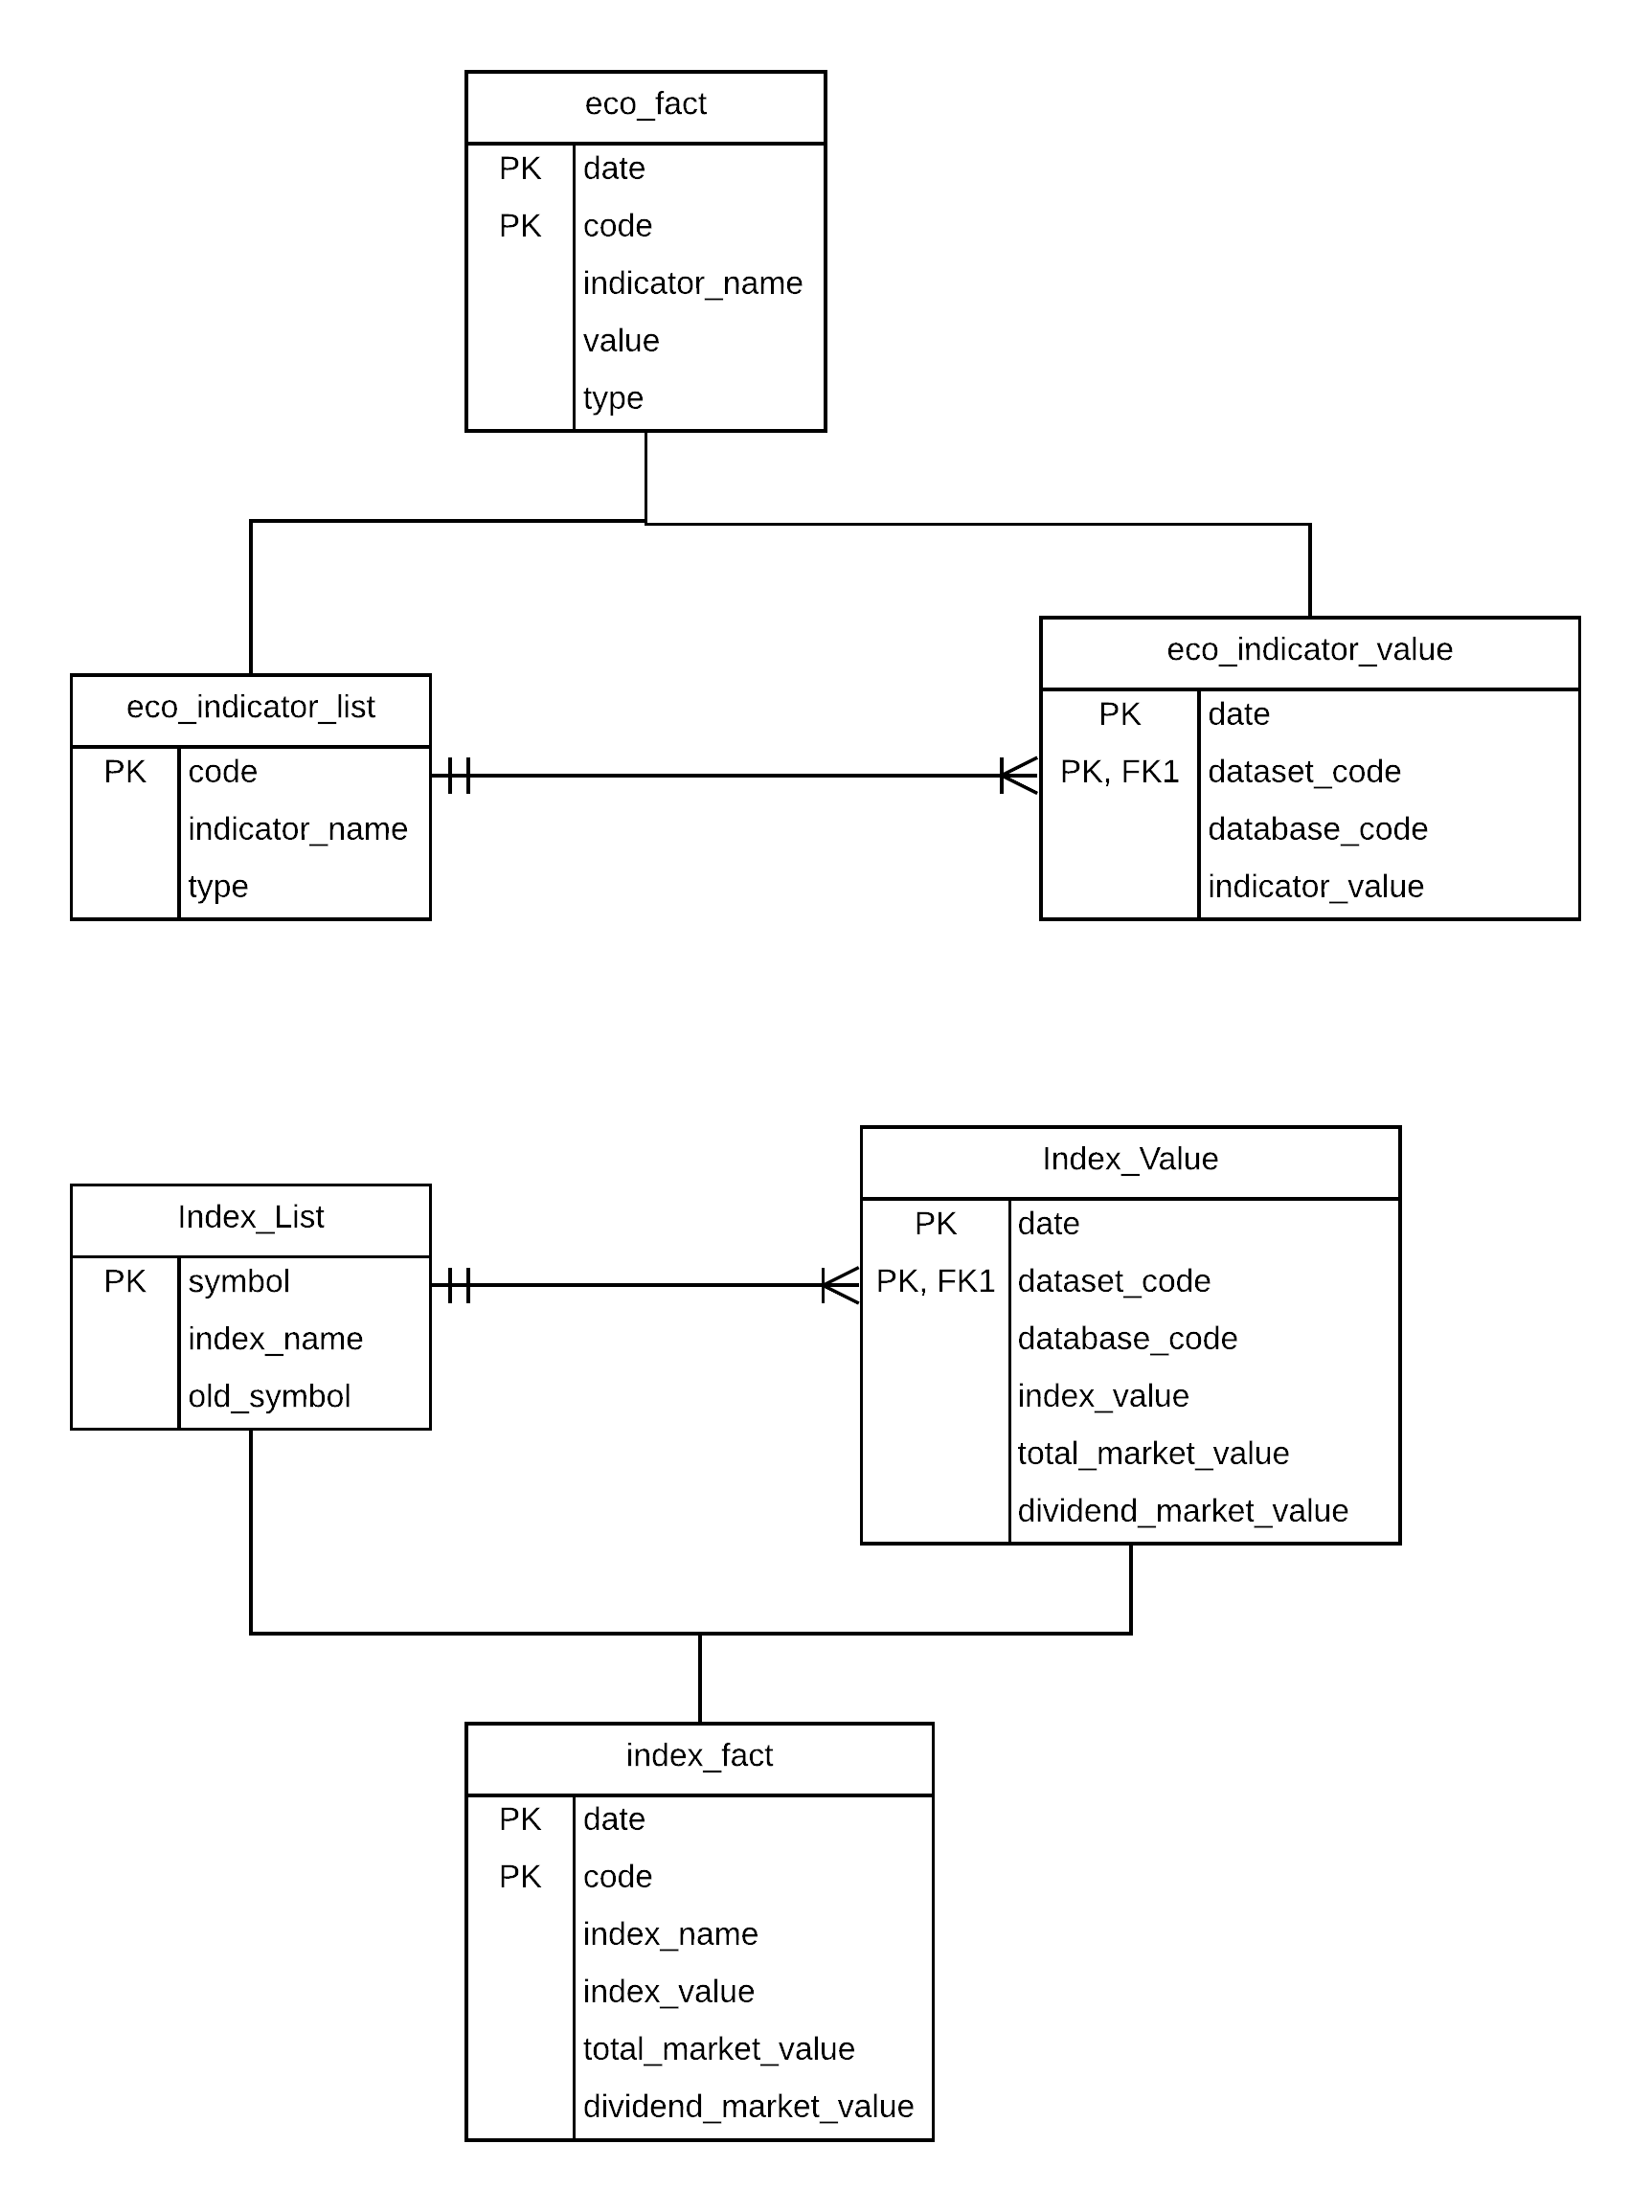 eco_fact
PK date
PK code
indicator_name
value
type
eco_indicator_list
PK code
indicator_name
type
eco_indicator_value
PK date
PK, FK1 dataset_code
database_code
indicator_value
Index_List
PK symbol
index_name
old_symbol
Index_Value
PK date
PK, FK1 dataset_code
database_code
index_value
total_market_value
dividend_market_value
index_fact
PK date
PK code
index_name
index_value
total_market_value
dividend_market_value